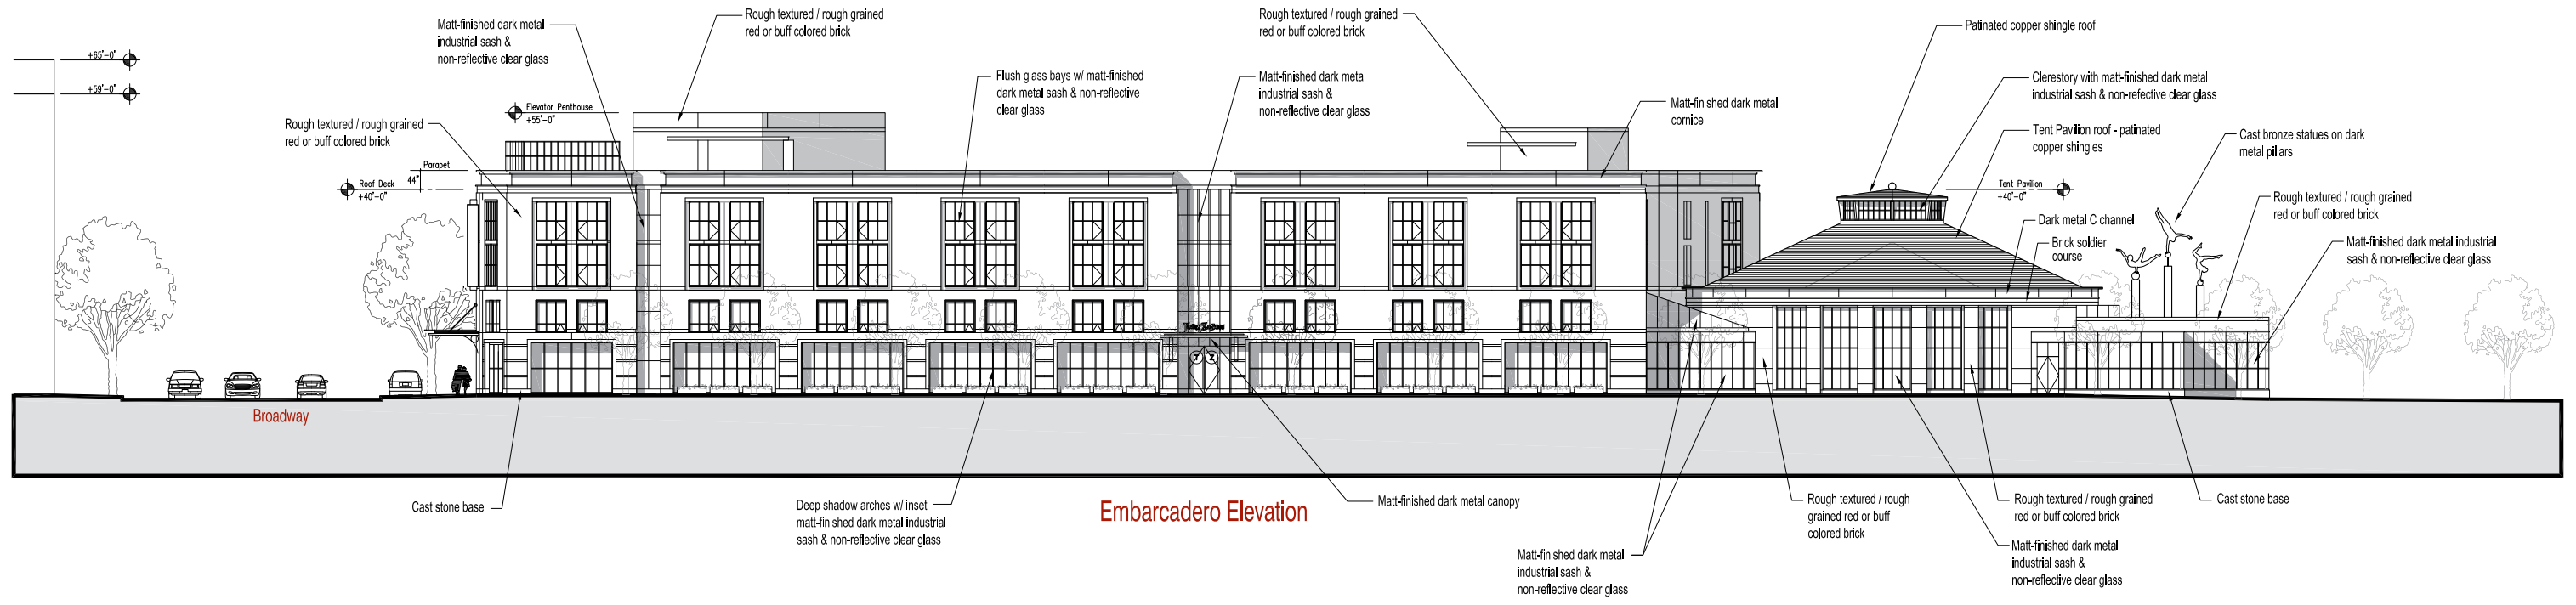 Matt-finished dark metal
industrial sash &
non-reflective clear glass
Rough textured / rough grained
red or buff colored brick
Rough textured / rough grained
red or buff colored brick
Patinated copper shingle roof
+65'-0"
+59'-0"
Flush glass bays w/ matt-finished
dark metal sash & non-reflective
clear glass
Matt-finished dark metal
industrial sash &
non-reflective clear glass
Matt-finished dark metal
cornice
Clerestory with matt-finished dark metal
industrial sash & non-refective clear glass
Elevator Penthouse
+55'-0"
Rough textured / rough grained
red or buff colored brick
Tent Pavilion roof - patinated
copper shingles
Cast bronze statues on dark
metal pillars
Parapet
44"
Roof Deck
+40'-0"
Tent Pavilion
+40'-0"
Rough textured / rough grained
red or buff colored brick
Dark metal C channel
Brick soldier
course
Matt-finished dark metal industrial
sash & non-reflective clear glass
Teatro ZinZanni
T Z
Broadway
Cast stone base
Deep shadow arches w/ inset
matt-finished dark metal industrial
sash & non-reflective clear glass
Embarcadero Elevation
Matt-finished dark metal canopy
Matt-finished dark metal
industrial sash &
non-reflective clear glass
Rough textured / rough
grained red or buff
colored brick
Rough textured / rough grained
red or buff colored brick
Matt-finished dark metal
industrial sash &
non-reflective clear glass
Cast stone base